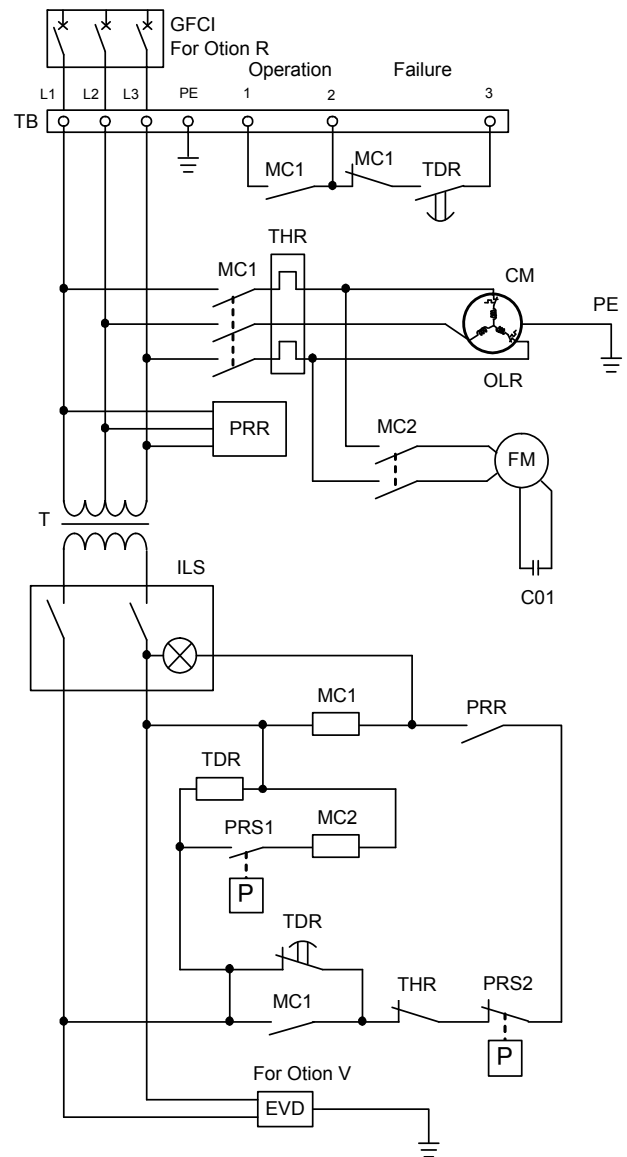 GFCI
For Otion R
Operation Failure
L1 L2 L3 PE 1 2 3
TB
MC1 MC1 TDR
THR
MC1 CM
PE
OLR
PRR MC2
FM
T
ILS
C01
MC1 PRR
TDR
PRS1 MC2
P
TDR
MC1 THR PRS2
P
For Otion V
EVD